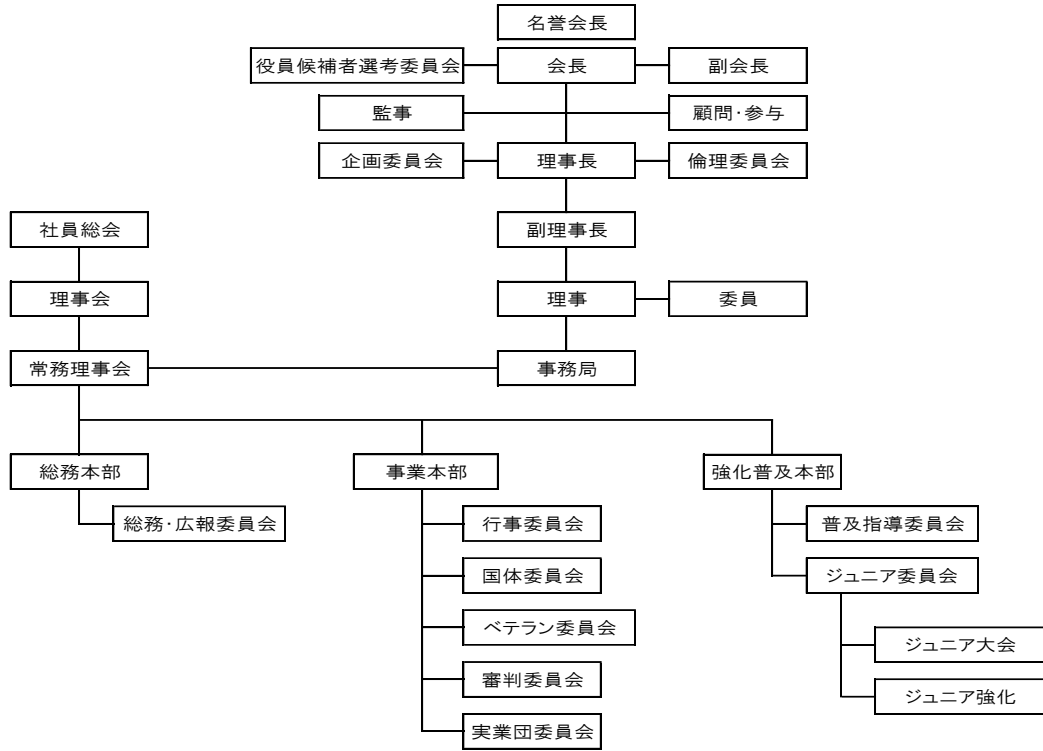 名誉会長
役員候補者選考委員会
会長
副会長
監事
顧問・参与
企画委員会
理事長
倫理委員会
社員総会
副理事長
理事会
理事
委員
常務理事会
事務局
総務本部
事業本部
強化普及本部
総務・広報委員会
行事委員会
普及指導委員会
国体委員会
ジュニア委員会
ベテラン委員会
ジュニア大会
審判委員会
ジュニア強化
実業団委員会